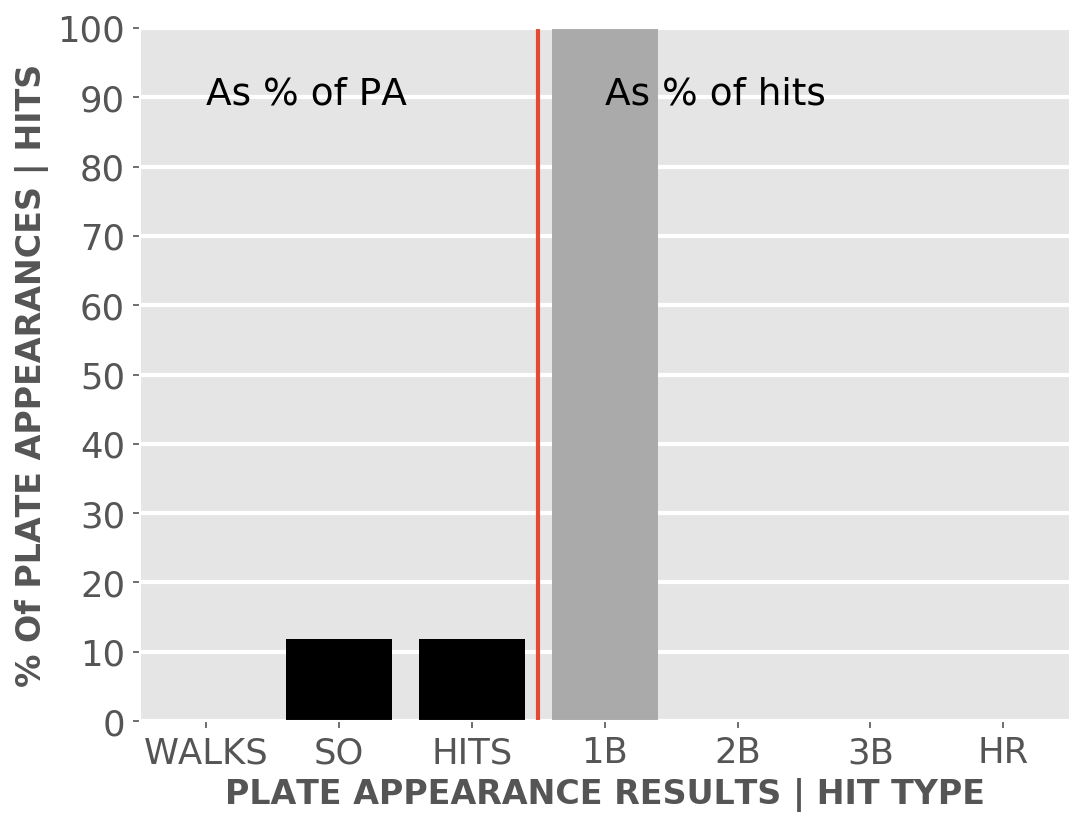 % Of PLATE APPEARANCES | HITS
100
90
80
70
60
50
40
30
20
10
0
As % of PA
As % of hits
WALKS SO HITS 1B 2B 3B HR
PLATE APPEARANCE RESULTS | HIT TYPE